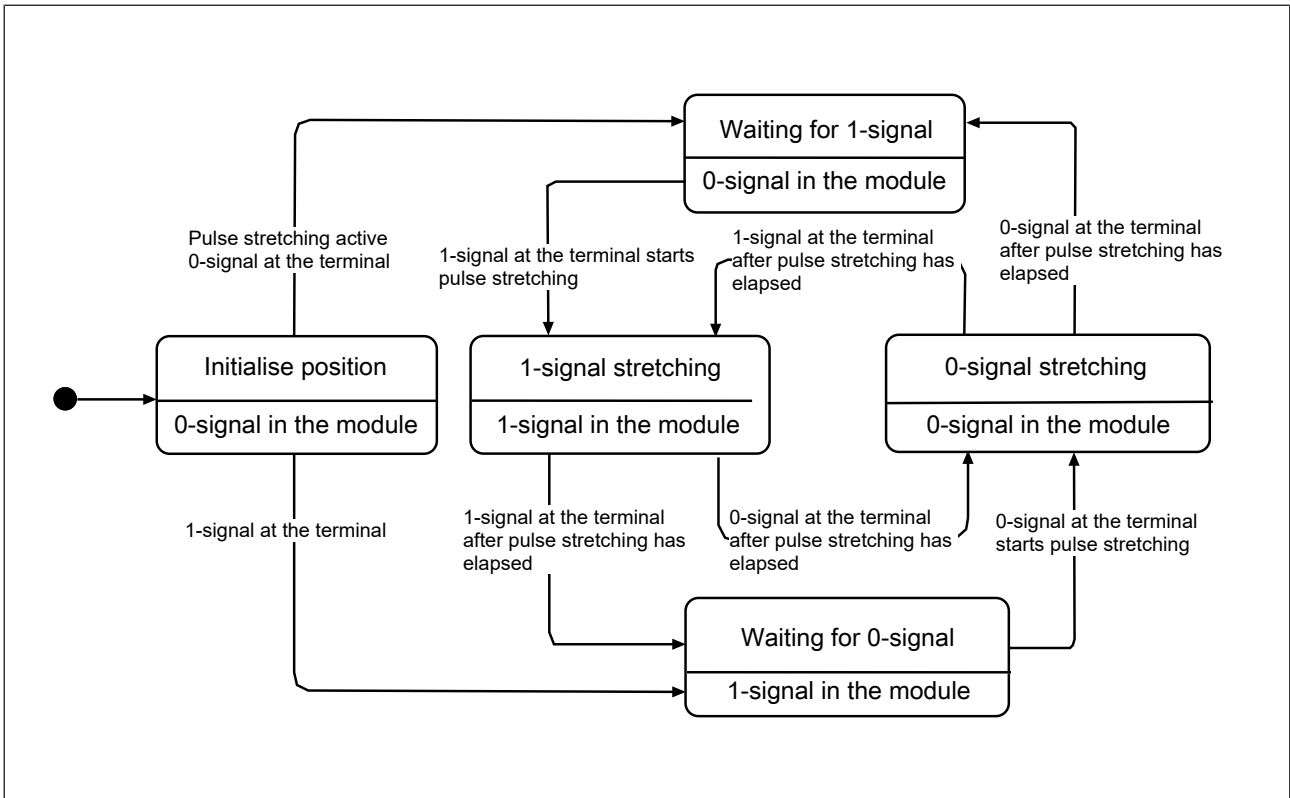 Waiting for 1-signal
0-signal in the module
Pulse stretching active
0-signal at the terminal
1-signal at the terminal starts
pulse stretching
1-signal at the terminal
after pulse stretching has
elapsed
0-signal at the terminal
after pulse stretching has
elapsed
Initialise position
0-signal in the module
1-signal stretching
1-signal in the module
0-signal stretching
0-signal in the module
1-signal at the terminal
1-signal at the terminal
after pulse stretching has
elapsed
0-signal at the terminal
after pulse stretching has
elapsed
0-signal at the terminal
starts pulse stretching
Waiting for 0-signal
1-signal in the module